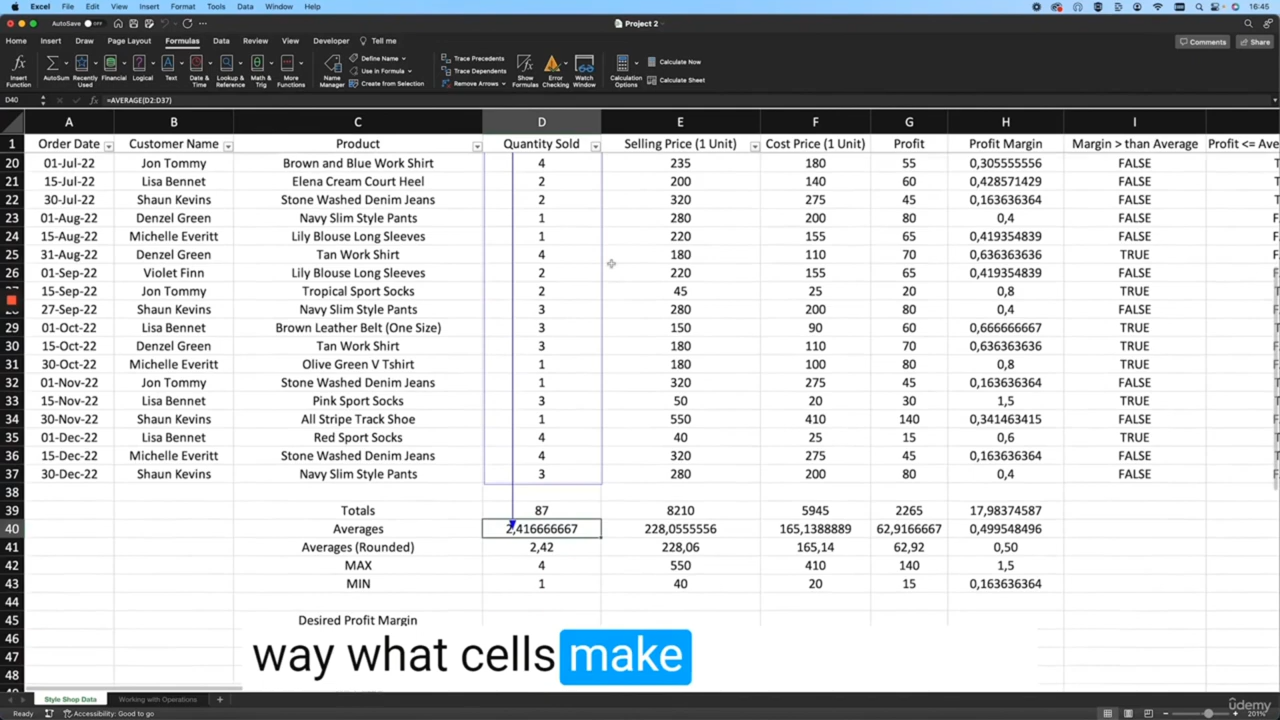 Excel File Edit View Insert Format Tools Data Window Help 16:45
AutoSave OFF Project 2
Home Insert Draw Page Layout Formulas Data Review View Developer Tell me Comments Share
Insert Function AutoSum Recently Used Financial Logical Text Date & Time Lookup & Reference Math & Trig More Functions Name Manager Define Name Use in Formula Create from Selection Trace Precedents Trace Dependents Remove Arrows Show Formulas Error Checking Watch Window Calculation Options Calculate Now Calculate Sheet
D40 fx =AVERAGE(D2:D37)
A B C D E F G H I
1 Order Date Customer Name Product Quantity Sold Selling Price (1 Unit) Cost Price (1 Unit) Profit Profit Margin Margin > than Average Profit <= Ave
20 01-Jul-22 Jon Tommy Brown and Blue Work Shirt 4 235 180 55 0,305555556 FALSE T
21 15-Jul-22 Lisa Bennet Elena Cream Court Heel 2 200 140 60 0,428571429 FALSE T
22 30-Jul-22 Shaun Kevins Stone Washed Denim Jeans 2 320 275 45 0,163636364 FALSE T
23 01-Aug-22 Denzel Green Navy Slim Style Pants 1 280 200 80 0,4 FALSE F
24 15-Aug-22 Michelle Everitt Lily Blouse Long Sleeves 1 220 155 65 0,419354839 FALSE F
25 31-Aug-22 Denzel Green Tan Work Shirt 4 180 110 70 0,636363636 TRUE F
26 01-Sep-22 Violet Finn Lily Blouse Long Sleeves 2 220 155 65 0,419354839 FALSE F
15-Sep-22 Jon Tommy Tropical Sport Socks 2 45 25 20 0,8 TRUE T
27-Sep-22 Shaun Kevins Navy Slim Style Pants 3 280 200 80 0,4 FALSE F
29 01-Oct-22 Lisa Bennet Brown Leather Belt (One Size) 3 150 90 60 0,666666667 TRUE T
30 15-Oct-22 Denzel Green Tan Work Shirt 3 180 110 70 0,636363636 TRUE F
31 30-Oct-22 Michelle Everitt Olive Green V Tshirt 1 180 100 80 0,8 TRUE F
32 01-Nov-22 Jon Tommy Stone Washed Denim Jeans 1 320 275 45 0,163636364 FALSE T
33 15-Nov-22 Lisa Bennet Pink Sport Socks 3 50 20 30 1,5 TRUE T
34 30-Nov-22 Shaun Kevins All Stripe Track Shoe 1 550 410 140 0,341463415 FALSE F
35 01-Dec-22 Lisa Bennet Red Sport Socks 4 40 25 15 0,6 TRUE T
36 15-Dec-22 Michelle Everitt Stone Washed Denim Jeans 4 320 275 45 0,163636364 FALSE T
37 30-Dec-22 Shaun Kevins Navy Slim Style Pants 3 280 200 80 0,4 FALSE F
38
39 Totals 87 8210 5945 2265 17,98374587
40 Averages 2,416666667 228,0555556 165,1388889 62,9166667 0,499548496
41 Averages (Rounded) 2,42 228,06 165,14 62,92 0,50
42 MAX 4 550 410 140 1,5
43 MIN 1 40 20 15 0,163636364
44
45 Desired Profit Margin
46
47
way what cells make
Style Shop Data Working with Operations +
Ready Accessibility: Good to go 201%
udemy